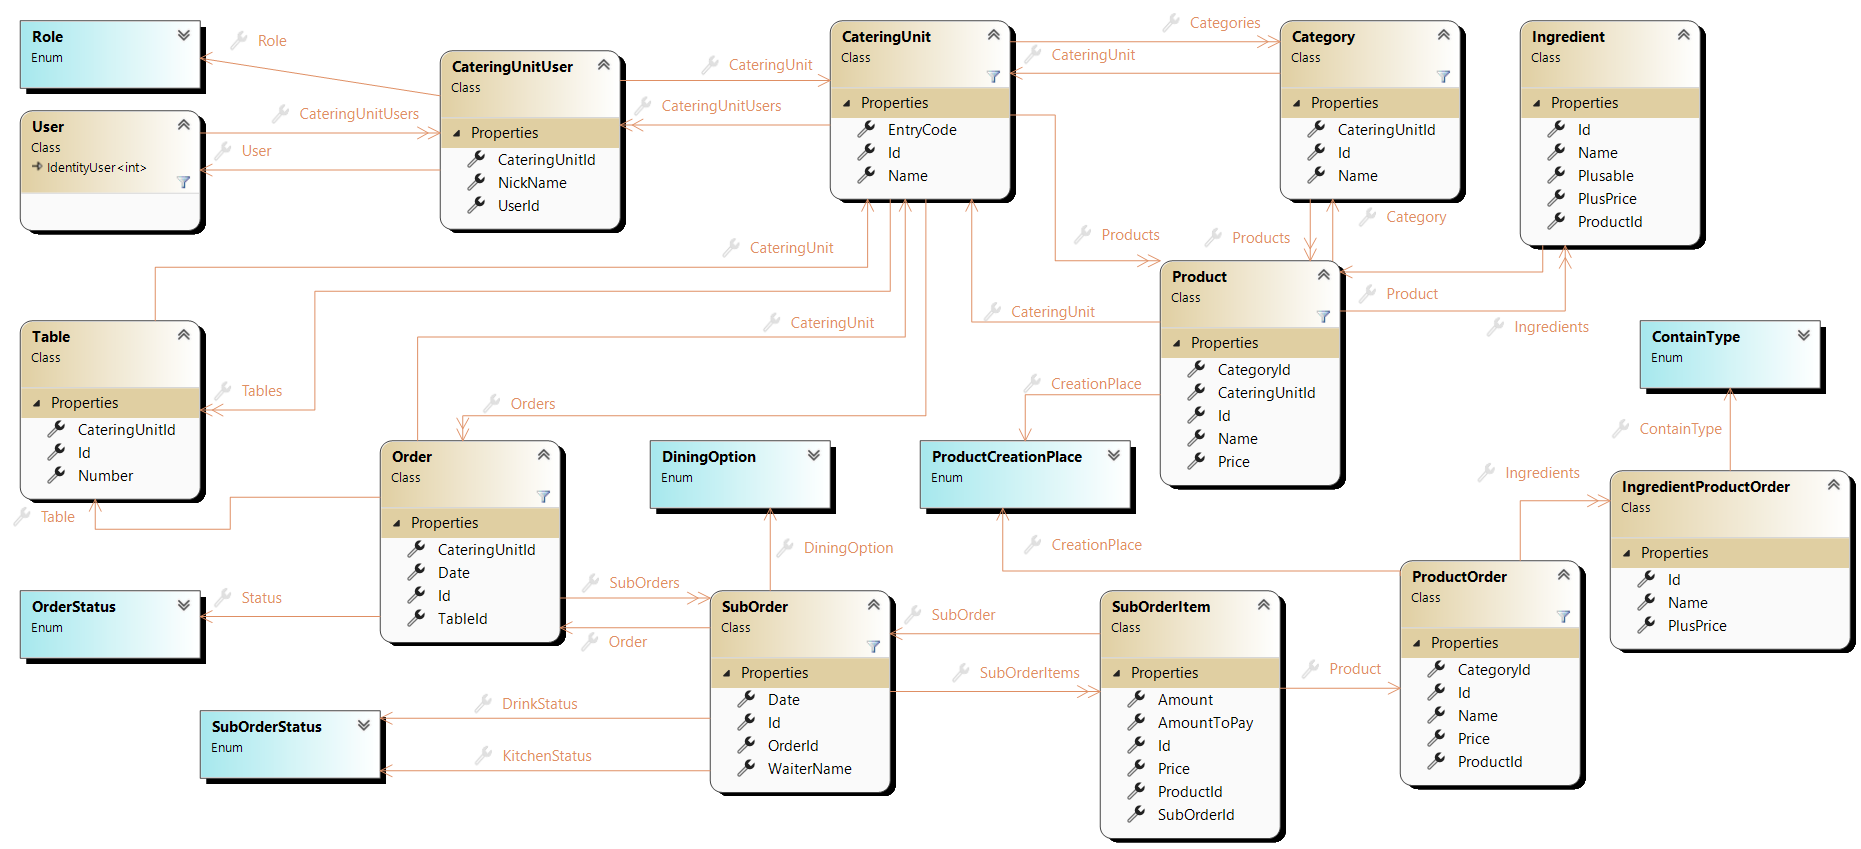 Role
Enum
Role
CateringUnitUser
Class
Properties
CateringUnitId
NickName
UserId
User
Class
IdentityUser<int>
CateringUnitUsers
User
CateringUnit
CateringUnitUsers
CateringUnit
Class
Properties
EntryCode
Id
Name
Categories
CateringUnit
Category
Class
Properties
CateringUnitId
Id
Name
Ingredient
Class
Properties
Id
Name
Plusable
PlusPrice
ProductId
CateringUnit
Products
Products
Category
Product
Class
Properties
CategoryId
CateringUnitId
Id
Name
Price
Product
Ingredients
CateringUnit
CateringUnit
CreationPlace
ContainType
Enum
ContainType
Table
Class
Properties
CateringUnitId
Id
Number
Tables
Orders
Table
Order
Class
Properties
CateringUnitId
Date
Id
TableId
DiningOption
Enum
DiningOption
ProductCreationPlace
Enum
CreationPlace
Ingredients
IngredientProductOrder
Class
Properties
Id
Name
PlusPrice
OrderStatus
Enum
Status
SubOrders
Order
SubOrder
Class
Properties
Date
Id
OrderId
WaiterName
SubOrder
SubOrderItems
SubOrderItem
Class
Properties
Amount
AmountToPay
Id
Price
ProductId
SubOrderId
Product
ProductOrder
Class
Properties
CategoryId
Id
Name
Price
ProductId
SubOrderStatus
Enum
DrinkStatus
KitchenStatus